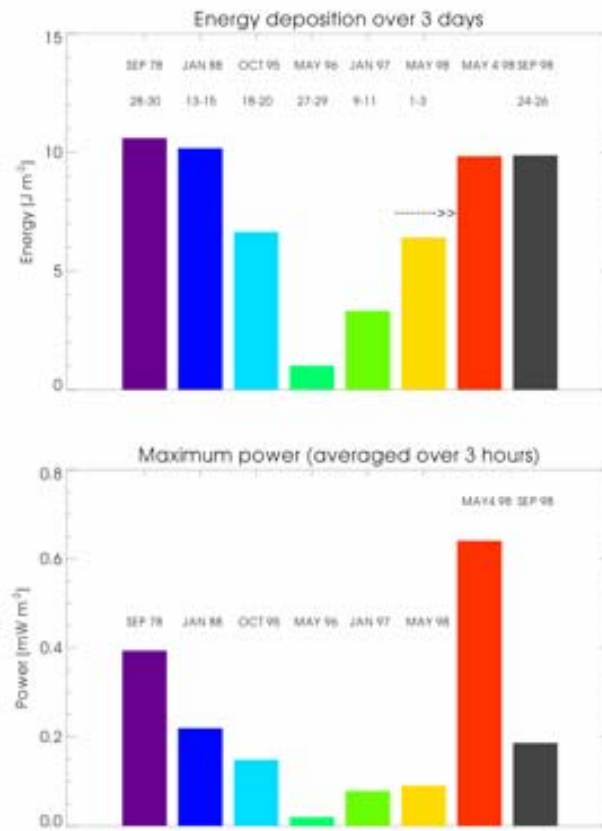 Energy deposition over 3 days
15
SEP 78 JAN 88 OCT 95 MAY 96 JAN 97 MAY 98 MAY 4 98 SEP 98
28-30 13-15 18-20 27-29 9-11 1-3 24-26
10
------>>
5
0
Energy [J m⁻²]
Maximum power (averaged over 3 hours)
0.8
MAY4 98 SEP 98
0.6
SEP 78 JAN 88 OCT 95 MAY 96 JAN 97 MAY 98
0.4
0.2
0.0
Power [mW m⁻²]